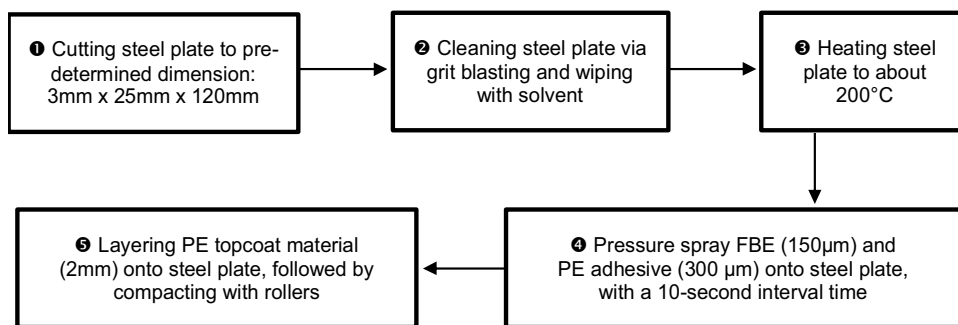 ❶ Cutting steel plate to pre-
determined dimension:
3mm x 25mm x 120mm
❷ Cleaning steel plate via
grit blasting and wiping
with solvent
❸ Heating steel
plate to about
200°C
❹ Pressure spray FBE (150µm) and
PE adhesive (300 µm) onto steel plate,
with a 10-second interval time
❺ Layering PE topcoat material
(2mm) onto steel plate, followed by
compacting with rollers